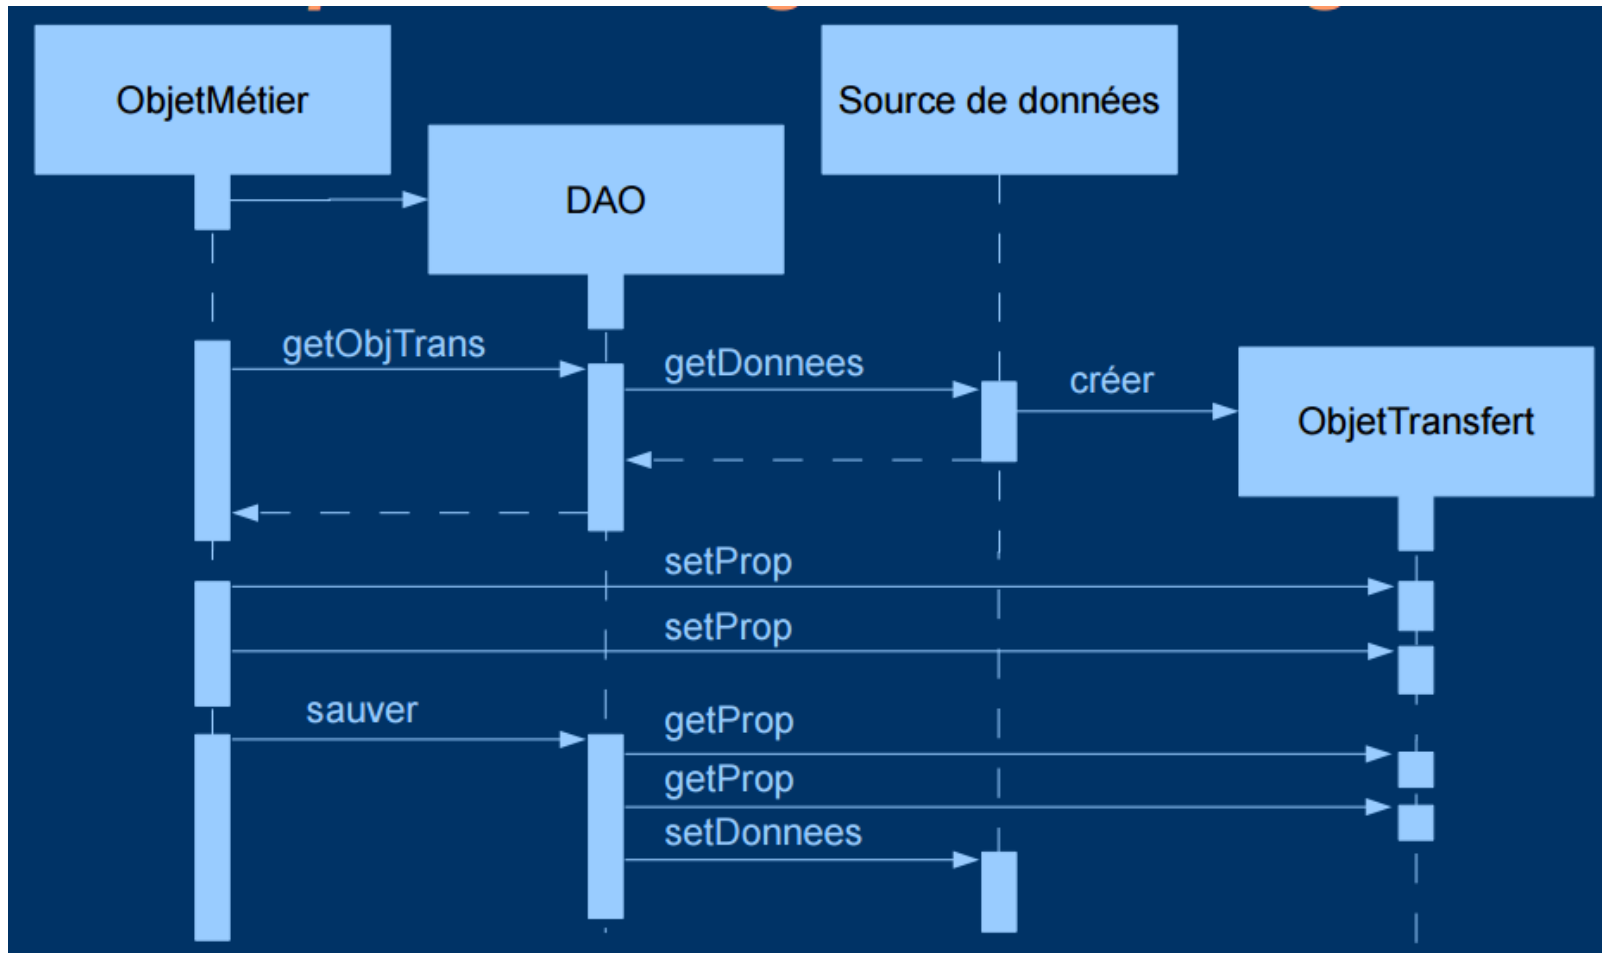 ObjetMétier
Source de données
DAO
getObjTrans
getDonnees
créer
ObjetTransfert
setProp
setProp
sauver
getProp
getProp
setDonnees